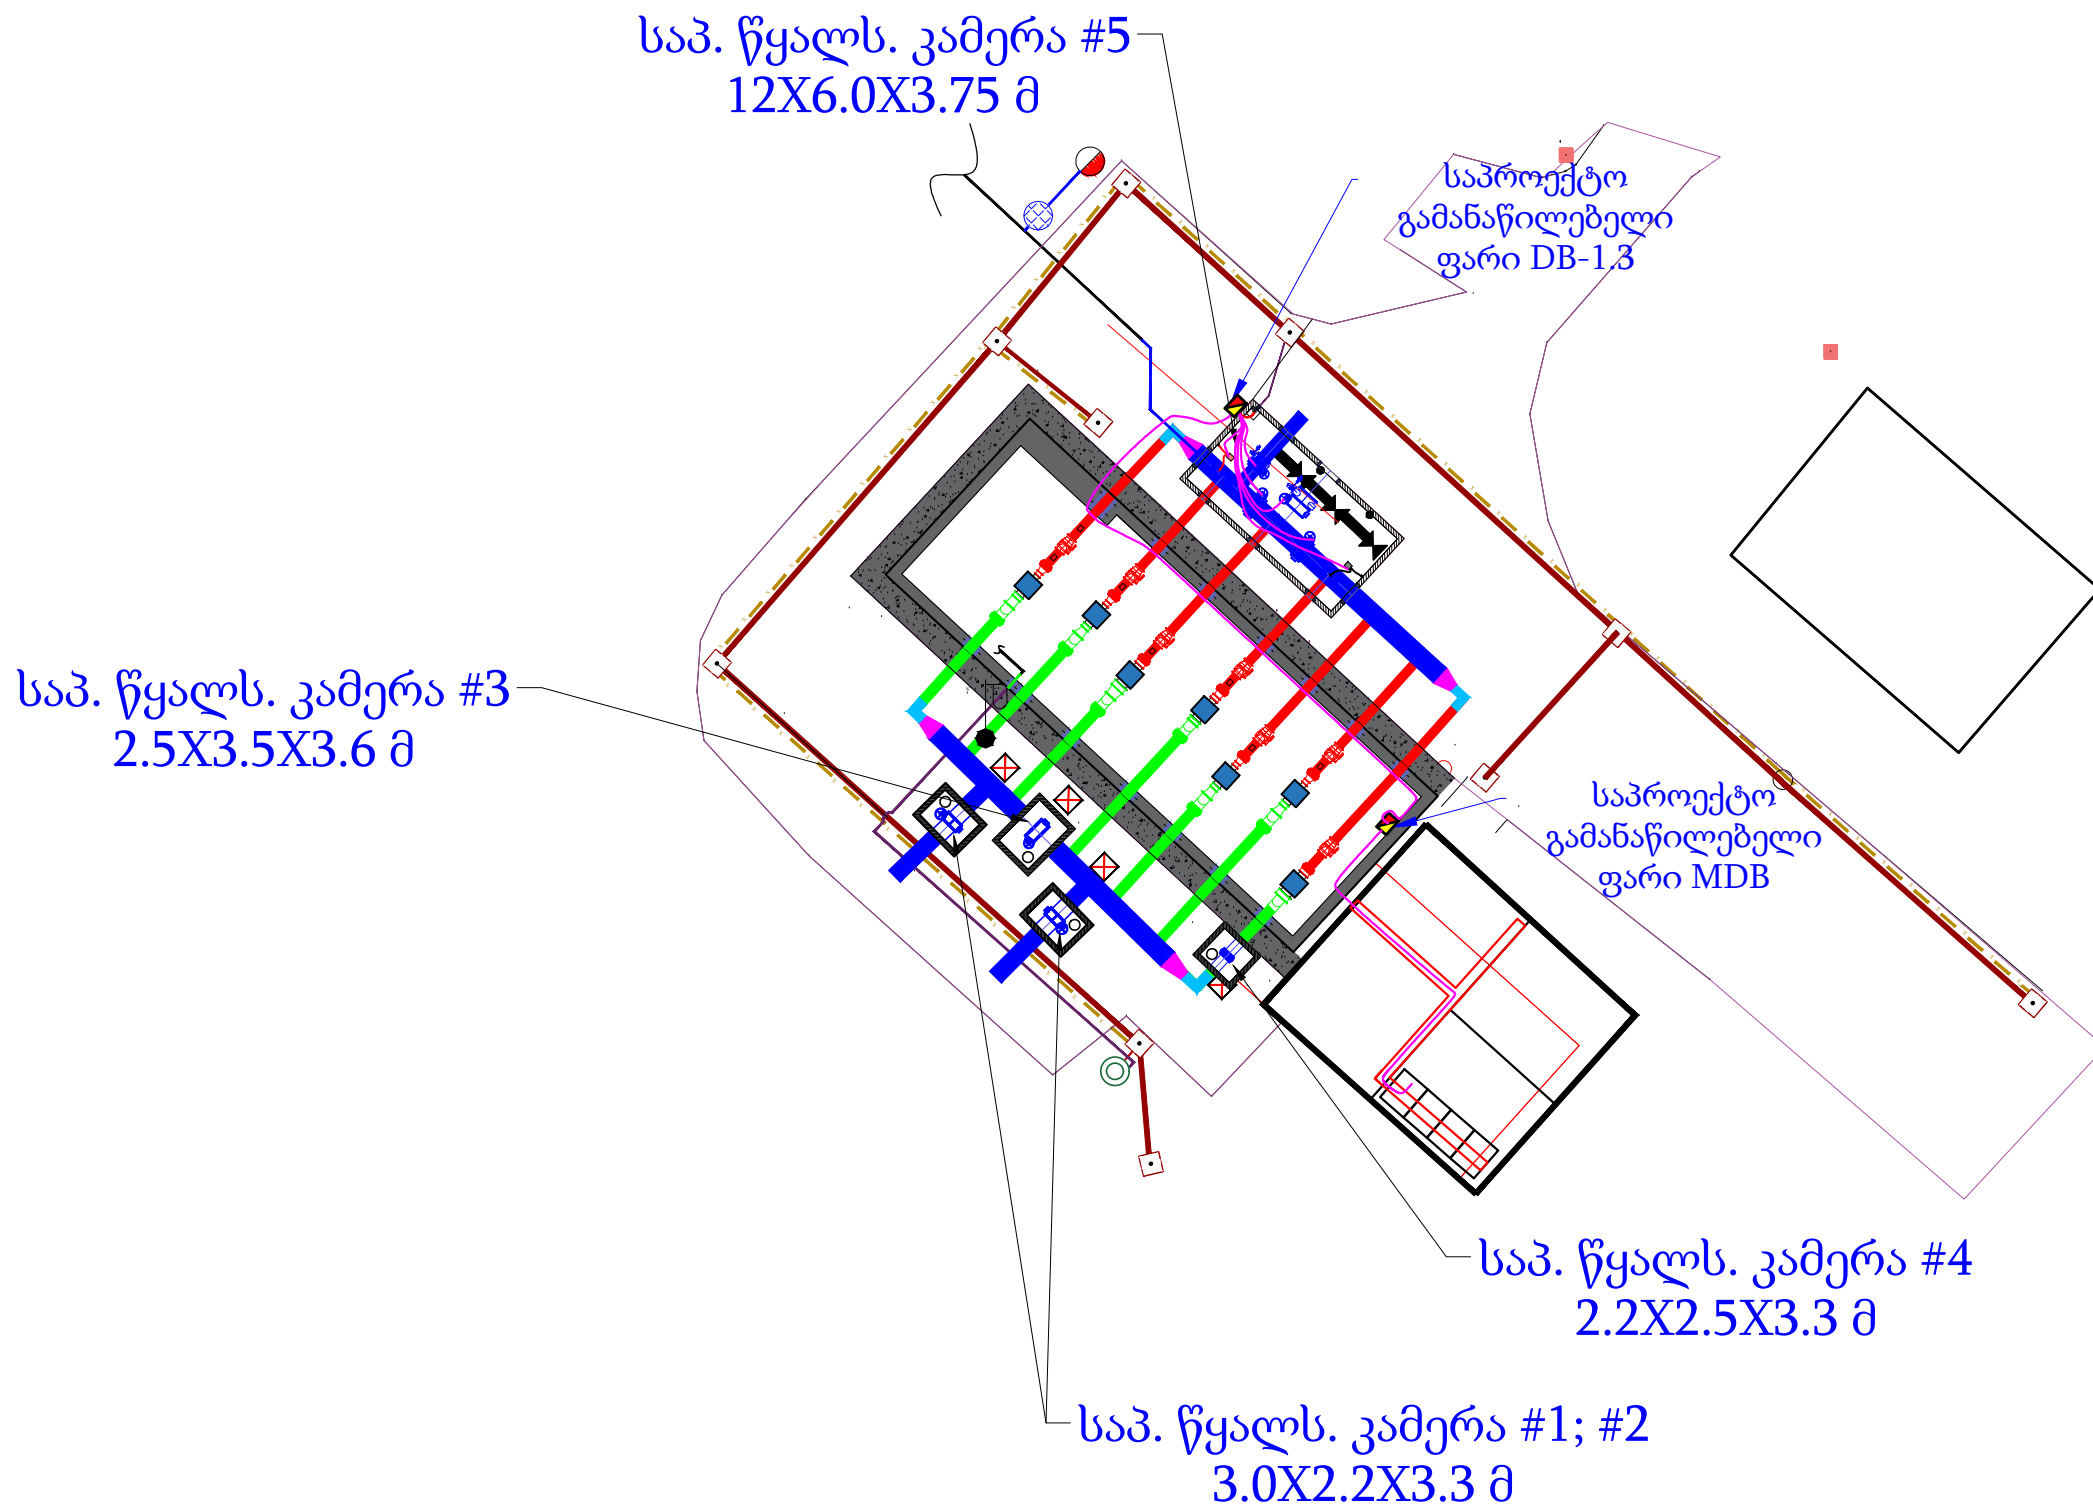 საპ. წყალს. კამერა #5
12X6.0X3.75 მ
საპროექტო
გამანაწილებელი
ფარი DB-1.3
საპ. წყალს. კამერა #3
2.5X3.5X3.6 მ
საპროექტო
გამანაწილებელი
ფარი MDB
საპ. წყალს. კამერა #4
2.2X2.5X3.3 მ
საპ. წყალს. კამერა #1; #2
3.0X2.2X3.3 მ